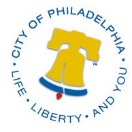 CITY OF PHILADELPHIA
LIFE · LIBERTY · AND YOU